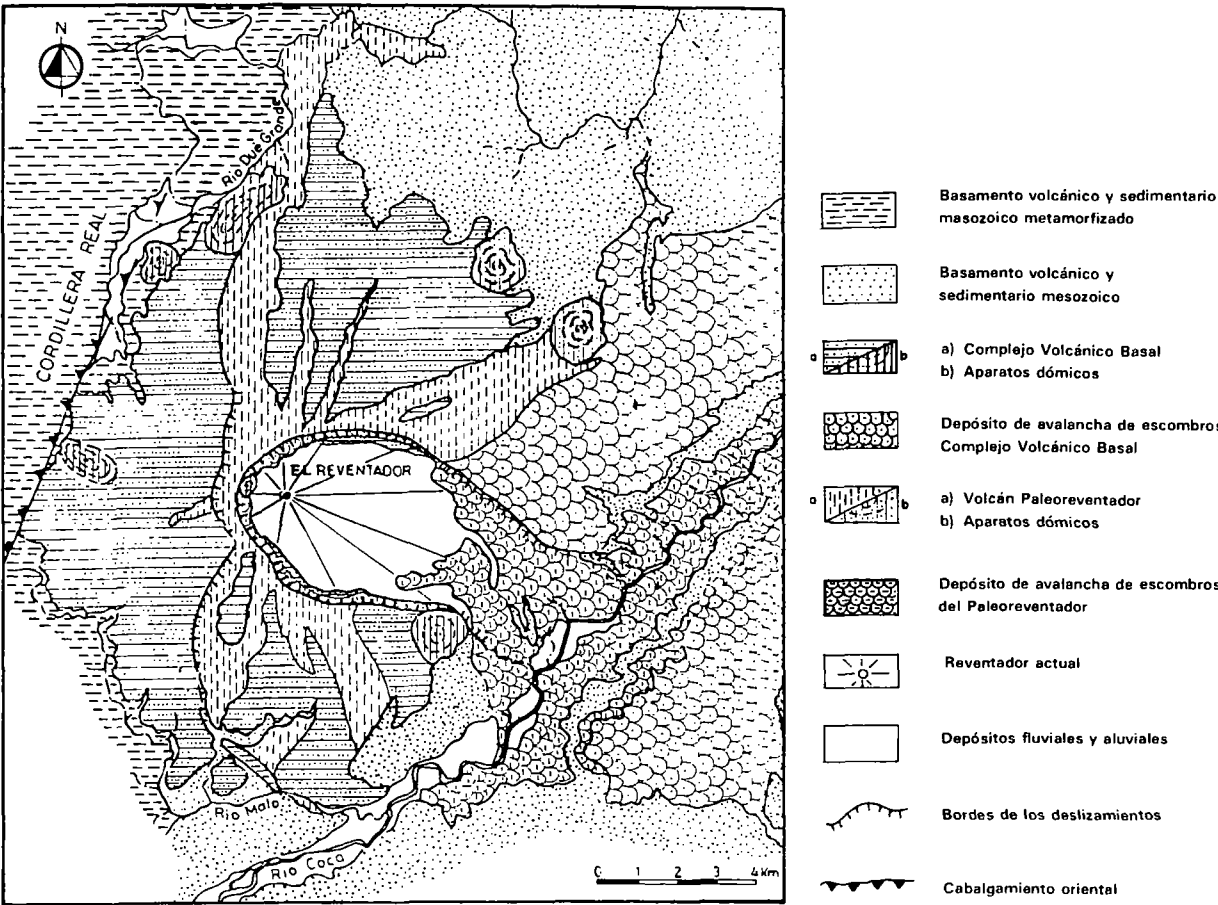 N
Río Dué Grande
CORDILLERA REAL
EL REVENTADOR
Río Malo
Río Coca
0 1 2 3 4 Km
Basamento volcánico y sedimentario
masozoico metamorfizado
Basamento volcánico y
sedimentario mesozoico
a b
a) Complejo Volcánico Basal
b) Aparatos dómicos
Depósito de avalancha de escombros
Complejo Volcánico Basal
a b
a) Volcán Paleoreventador
b) Aparatos dómicos
Depósito de avalancha de escombros
del Paleoreventador
Reventador actual
Depósitos fluviales y aluviales
Bordes de los deslizamientos
Cabalgamiento oriental